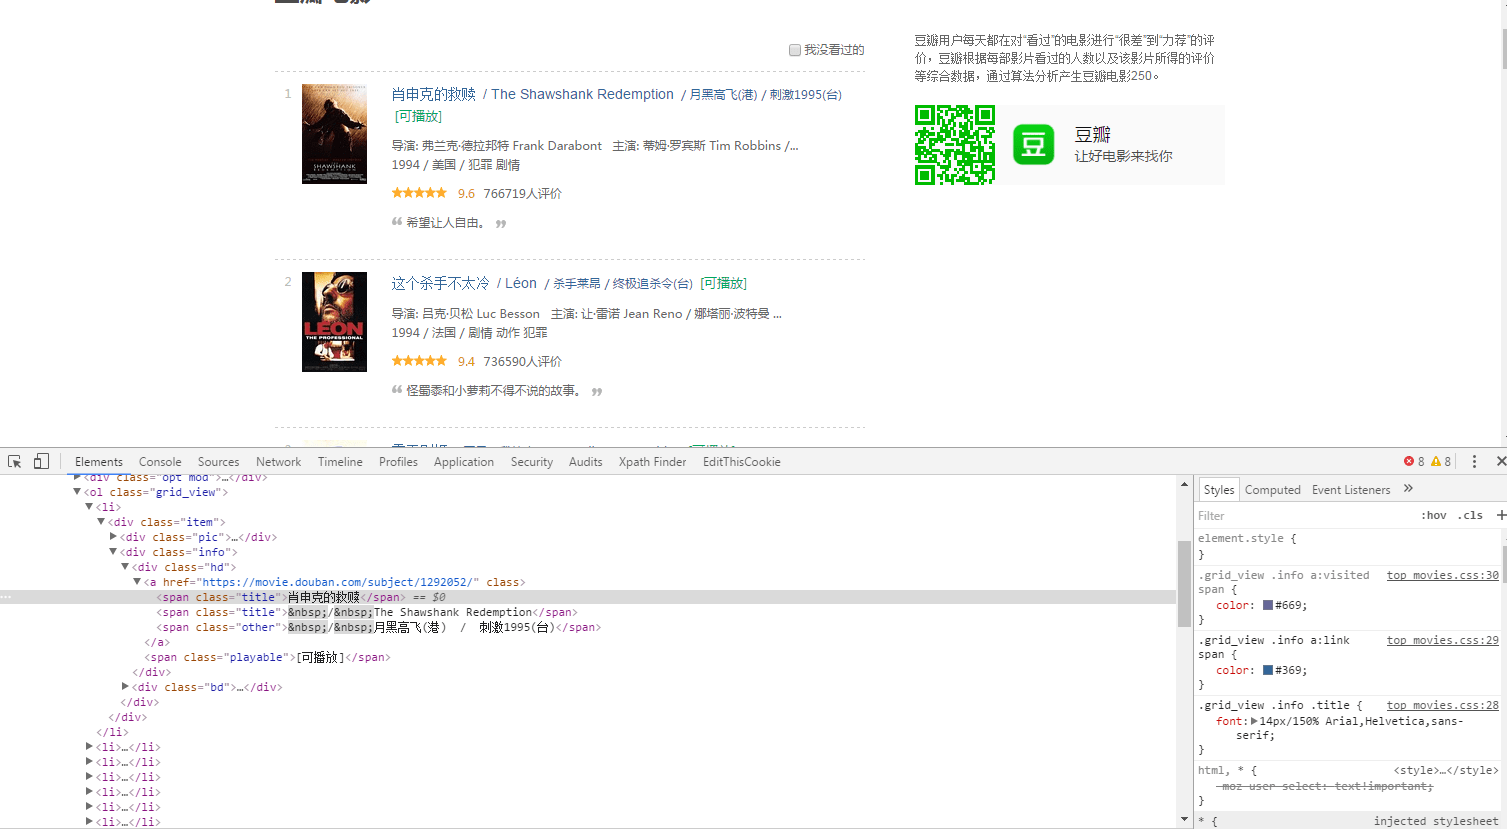 我没看过的
豆瓣用户每天都在对“看过”的电影进行“很差”到“力荐”的评
价，豆瓣根据每部影片看过的人数以及该影片所得的评价
等综合数据，通过算法分析产生豆瓣电影250。
豆
豆瓣
让好电影来找你
1
SHAWSHANK
REDEMPTION
肖申克的救赎 / The Shawshank Redemption / 月黑高飞(港) / 刺激1995(台)
[可播放]
导演: 弗兰克·德拉邦特 Frank Darabont 主演: 蒂姆·罗宾斯 Tim Robbins /...
1994 / 美国 / 犯罪 剧情
9.6 766719人评价
“ 希望让人自由。 ”
2
LEON
THE PROFESSIONAL
这个杀手不太冷 / Léon / 杀手莱昂 / 终极追杀令(台) [可播放]
导演: 吕克·贝松 Luc Besson 主演: 让·雷诺 Jean Reno / 娜塔丽·波特曼 ...
1994 / 法国 / 剧情 动作 犯罪
9.4 736590人评价
“ 怪蜀黍和小萝莉不得不说的故事。 ”
Elements Console Sources Network Timeline Profiles Application Security Audits Xpath Finder EditThisCookie
8 8
<div class="opt mod">…</div>
<ol class="grid_view">
<li>
<div class="item">
<div class="pic">…</div>
<div class="info">
<div class="hd">
<a href="https://movie.douban.com/subject/1292052/" class>
<span class="title">肖申克的救赎</span> == $0
<span class="title">&nbsp;/&nbsp;The Shawshank Redemption</span>
<span class="other">&nbsp;/&nbsp;月黑高飞(港) / 刺激1995(台)</span>
</a>
<span class="playable">[可播放]</span>
</div>
<div class="bd">…</div>
</div>
</div>
</li>
<li>…</li>
<li>…</li>
<li>…</li>
<li>…</li>
<li>…</li>
<li>…</li>
Styles Computed Event Listeners »
Filter :hov .cls +
element.style {
}
.grid_view .info a:visited top_movies.css:30
span {
color: #669;
}
.grid_view .info a:link top_movies.css:29
span {
color: #369;
}
.grid_view .info .title { top_movies.css:28
font: 14px/150% Arial,Helvetica,sans-
serif;
}
html, * { <style>…</style>
-moz-user-select: text!important;
}
* { injected stylesheet